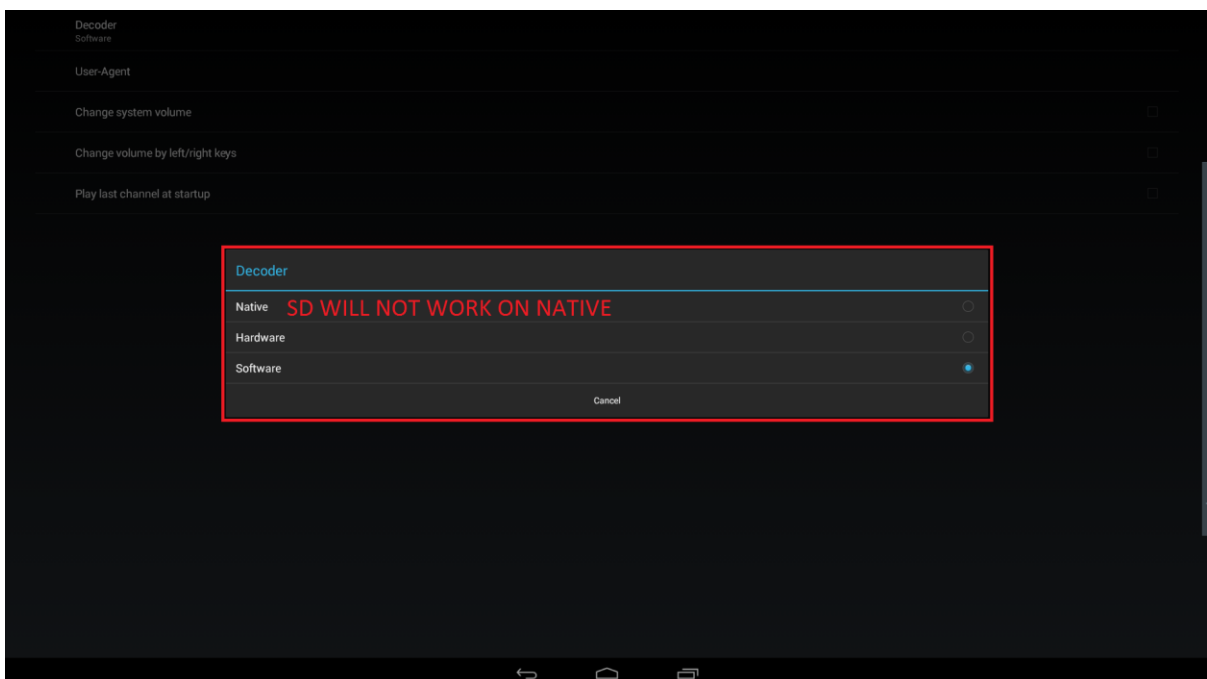 Decoder
Software
User-Agent
Change system volume
Change volume by left/right keys
Play last channel at startup
Decoder
Native SD WILL NOT WORK ON NATIVE
Hardware
Software
Cancel